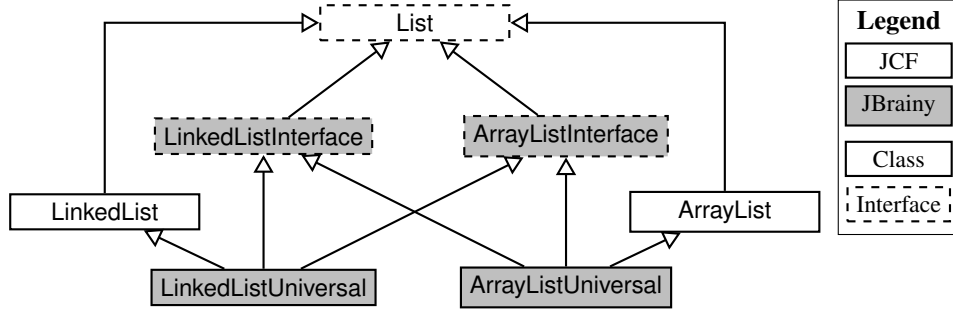 List
LinkedListInterface
ArrayListInterface
LinkedList
ArrayList
LinkedListUniversal
ArrayListUniversal
Legend
JCF
JBrainy
Class
Interface